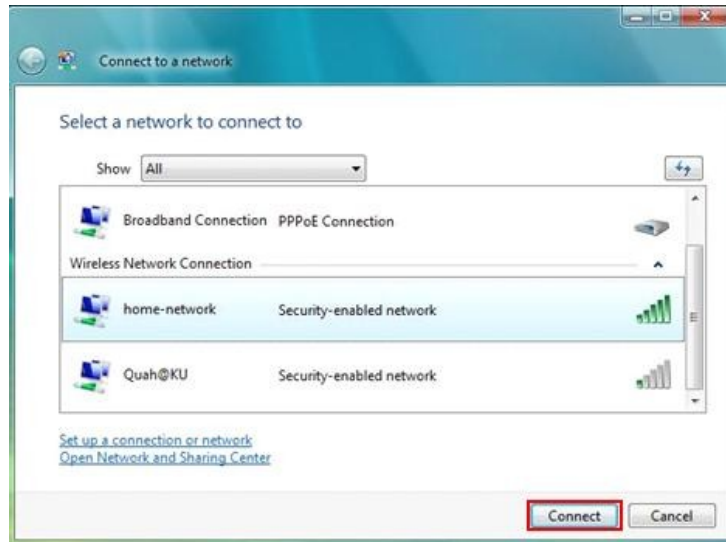 Connect to a network
Select a network to connect to
Show All
Broadband Connection PPPoE Connection
Wireless Network Connection
home-network Security-enabled network
Quah@KU Security-enabled network
Set up a connection or network
Open Network and Sharing Center
Connect Cancel